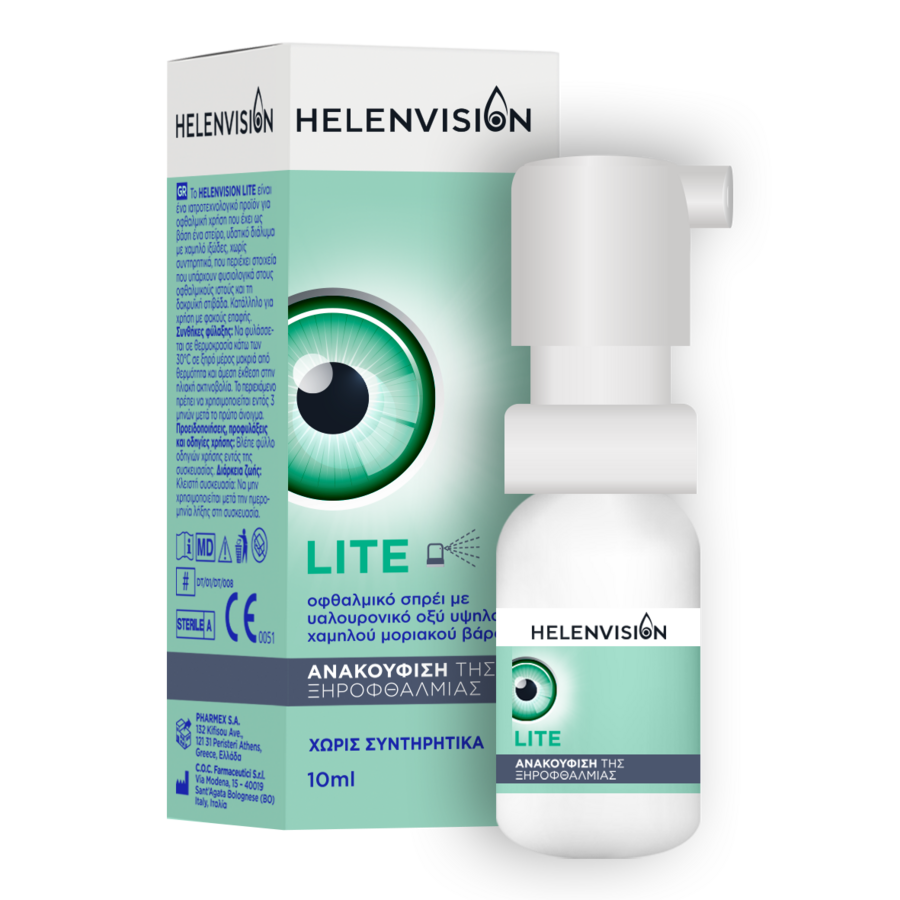 HELENVISION
GR Το HELENVISION LITE είναι
ένα ιατροτεχνολογικό προϊόν για
οφθαλμική χρήση που έχει ως
βάση ένα στείρο, υδατικό διάλυμα
με χαμηλό ιξώδες, χωρίς
συντηρητικά, που περιέχει στοιχεία
που υπάρχουν φυσιολογικά στους
οφθαλμικούς ιστούς και τη
δακρυϊκή στιβάδα. Κατάλληλο για
χρήση με φακούς επαφής.
Συνθήκες φύλαξης: Να φυλάσσε-
ται σε θερμοκρασία κάτω των
30°C σε ξηρό μέρος μακριά από
θερμότητα και άμεση έκθεση στην
ηλιακή ακτινοβολία. Το περιεχόμενο
πρέπει να χρησιμοποιείται εντός 3
μηνών μετά το πρώτο άνοιγμα.
Προειδοποιήσεις, προφυλάξεις
και οδηγίες χρήσης: Βλέπε φύλλο
οδηγιών χρήσης εντός της
συσκευασίας. Διάρκεια ζωής:
Κλειστή συσκευασία: Να μην
χρησιμοποιείται μετά την ημερο-
μηνία λήξης στη συσκευασία.
MD
# DT/01/DT/008
STERILE A CE 0051
PHARMEX S.A.
132 Kifisou Ave.,
121 31 Peristeri Athens,
Greece, Ελλάδα
C.O.C. Farmaceutici S.r.l.
Via Modena, 15 - 40019
Sant'Agata Bolognese (BO)
Italy, Ιταλία
HELENVISION
LITE
οφθαλμικό σπρέι με
υαλουρονικό οξύ υψηλο
χαμηλού μοριακού βάρο
ΑΝΑΚΟΥΦΙΣΗ ΤΗΣ
ΞΗΡΟΦΘΑΛΜΙΑΣ
ΧΩΡΙΣ ΣΥΝΤΗΡΗΤΙΚΑ
10ml
HELENVISION
LITE
ΑΝΑΚΟΥΦΙΣΗ ΤΗΣ
ΞΗΡΟΦΘΑΛΜΙΑΣ